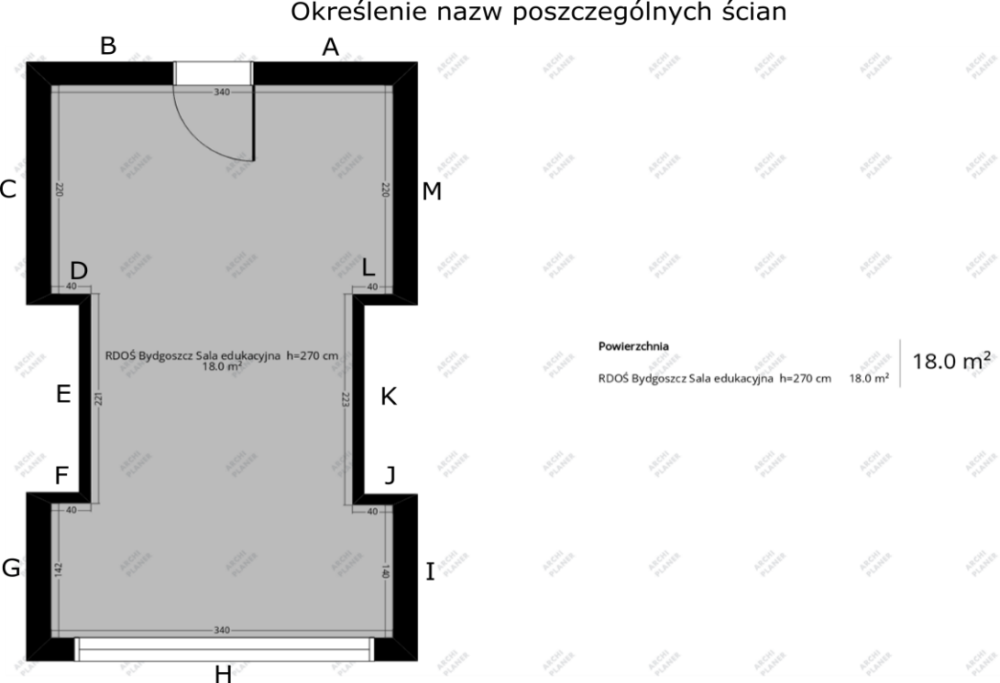 Określenie nazw poszczególnych ścian
B
A
340
C
220
220
M
D
L
40
40
RDOŚ Bydgoszcz Sala edukacyjna h=270 cm
18.0 m²
E
221
223
K
F
J
40
40
G
142
140
I
340
H
Powierzchnia
RDOŚ Bydgoszcz Sala edukacyjna h=270 cm 18.0 m²
18.0 m²
ARCHI
PLANER